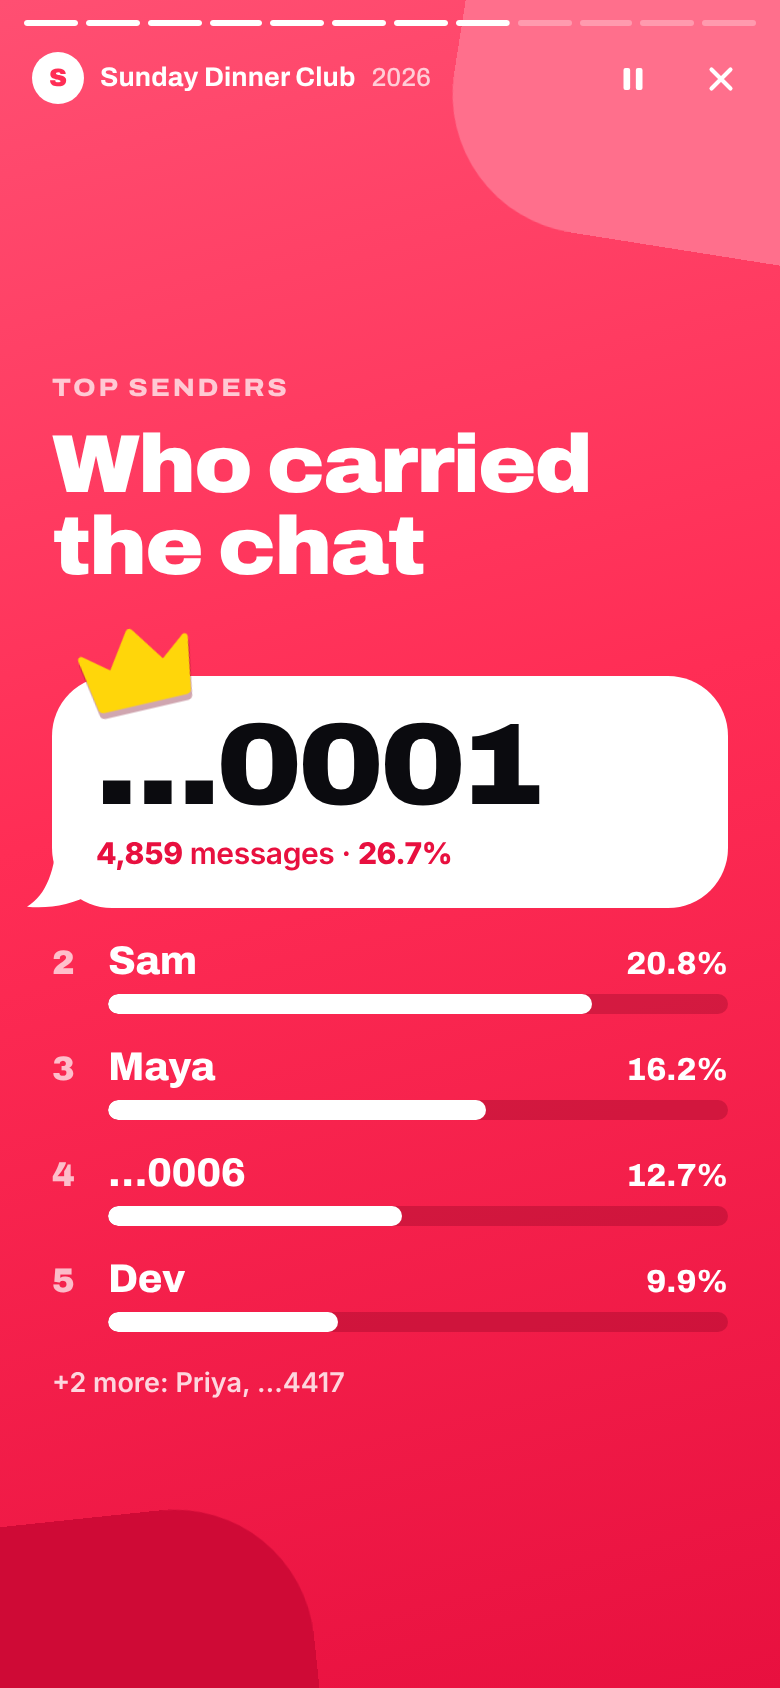 S Sunday Dinner Club 2026
TOP SENDERS
Who carried
the chat
...0001
4,859 messages · 26.7%
2 Sam 20.8%
3 Maya 16.2%
4 ...0006 12.7%
5 Dev 9.9%
+2 more: Priya, ...4417